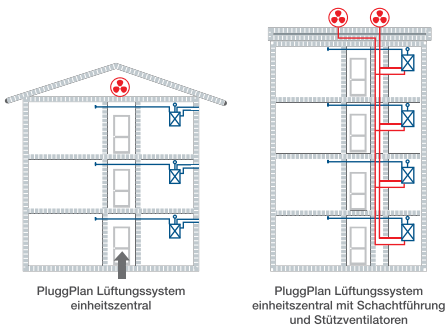 PluggPlan Lüftungssystem
einheitszentral
PluggPlan Lüftungssystem
einheitszentral mit Schachtführung
und Stützventilatoren